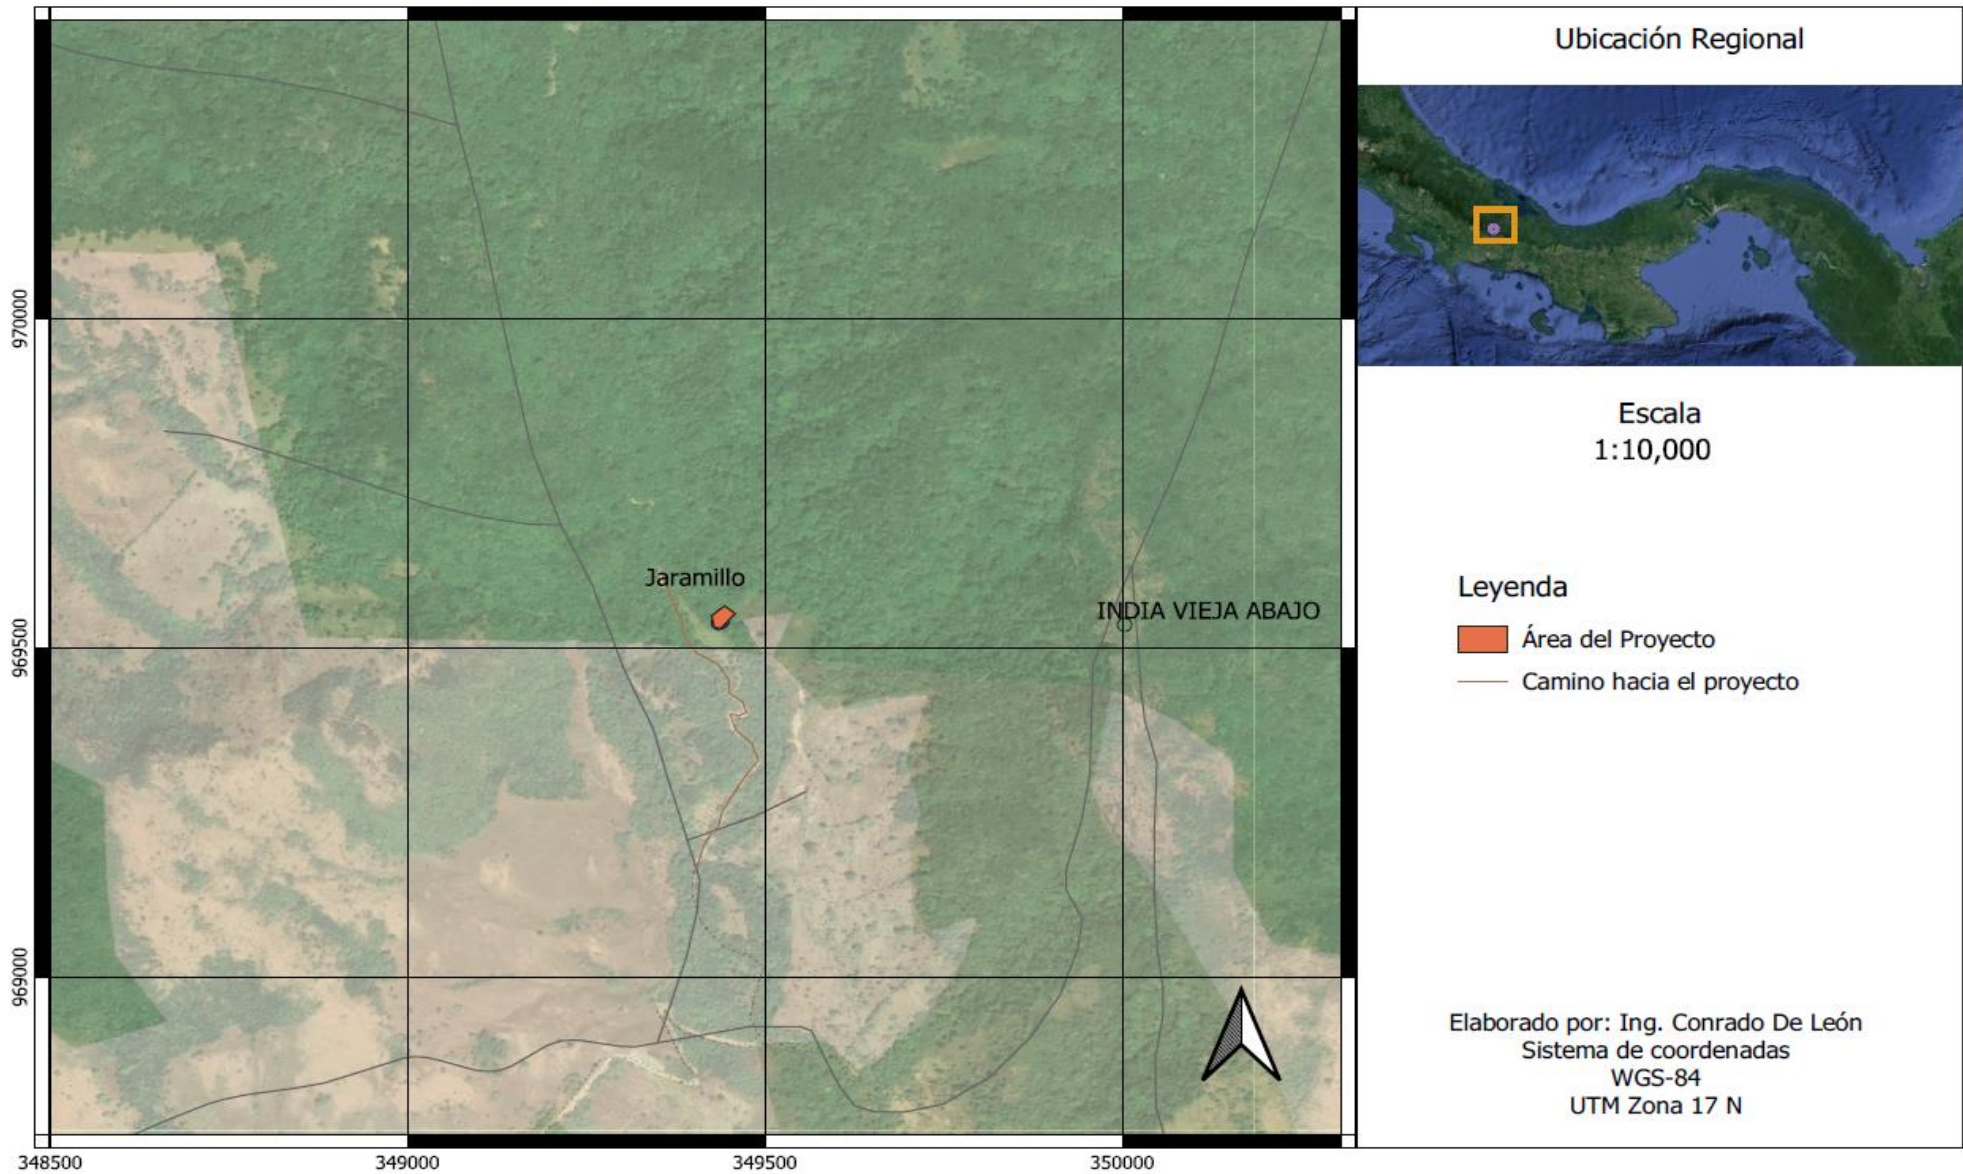 Ubicación Regional
970000
969500
969000
348500
349000
349500
350000
Jaramillo
INDIA VIEJA ABAJO
Escala
1:10,000
Leyenda
Área del Proyecto
Camino hacia el proyecto
Elaborado por: Ing. Conrado De León
Sistema de coordenadas
WGS-84
UTM Zona 17 N